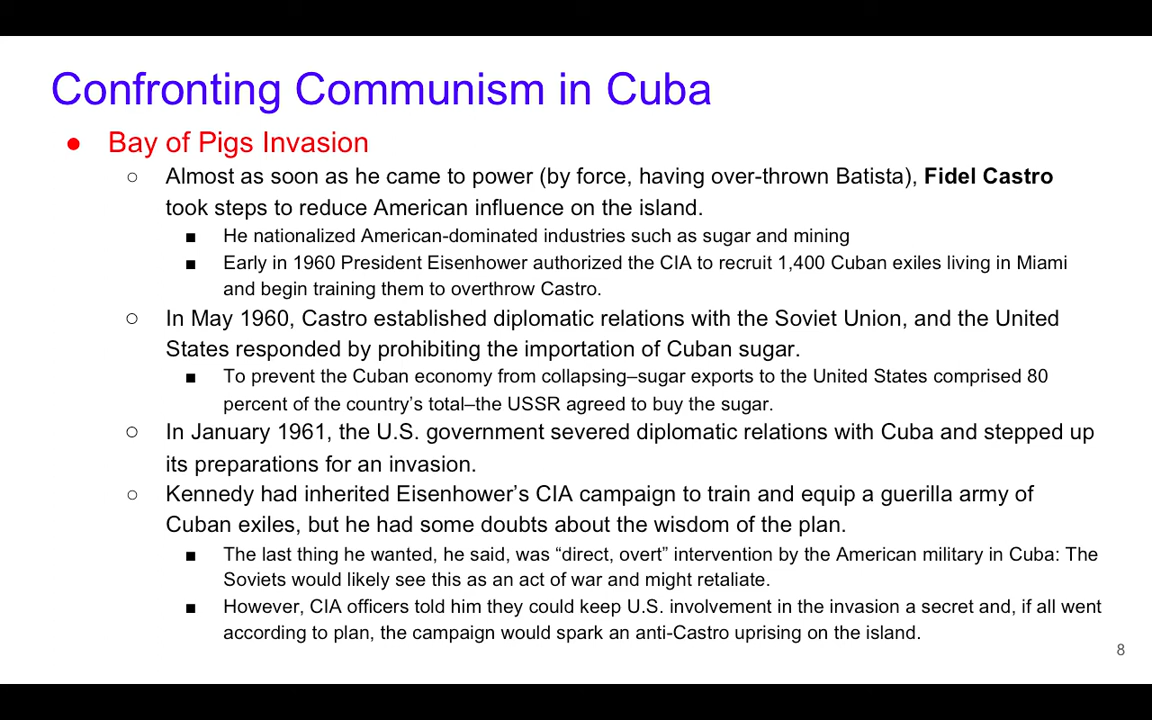 Confronting Communism in Cuba
● Bay of Pigs Invasion
○ Almost as soon as he came to power (by force, having over-thrown Batista), Fidel Castro
took steps to reduce American influence on the island.
■ He nationalized American-dominated industries such as sugar and mining
■ Early in 1960 President Eisenhower authorized the CIA to recruit 1,400 Cuban exiles living in Miami
and begin training them to overthrow Castro.
○ In May 1960, Castro established diplomatic relations with the Soviet Union, and the United
States responded by prohibiting the importation of Cuban sugar.
■ To prevent the Cuban economy from collapsing–sugar exports to the United States comprised 80
percent of the country’s total–the USSR agreed to buy the sugar.
○ In January 1961, the U.S. government severed diplomatic relations with Cuba and stepped up
its preparations for an invasion.
○ Kennedy had inherited Eisenhower’s CIA campaign to train and equip a guerilla army of
Cuban exiles, but he had some doubts about the wisdom of the plan.
■ The last thing he wanted, he said, was “direct, overt” intervention by the American military in Cuba: The
Soviets would likely see this as an act of war and might retaliate.
■ However, CIA officers told him they could keep U.S. involvement in the invasion a secret and, if all went
according to plan, the campaign would spark an anti-Castro uprising on the island.
8